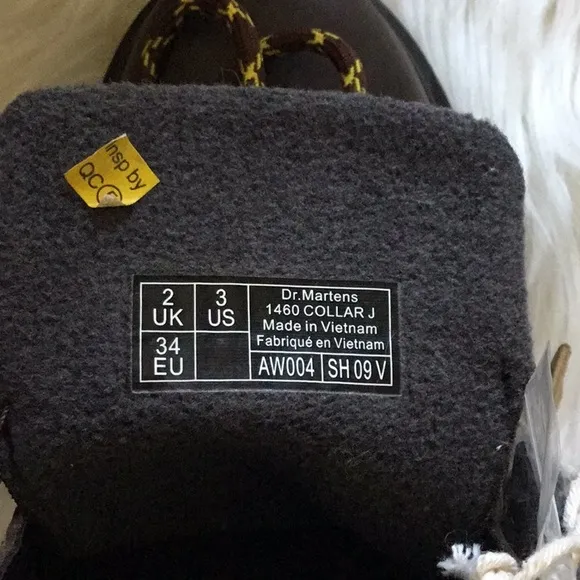 nsp by
QC
2 UK
3 US
34 EU
Dr.Martens
1460 COLLAR J
Made in Vietnam
Fabriqué en Vietnam
AW004
SH 09 V